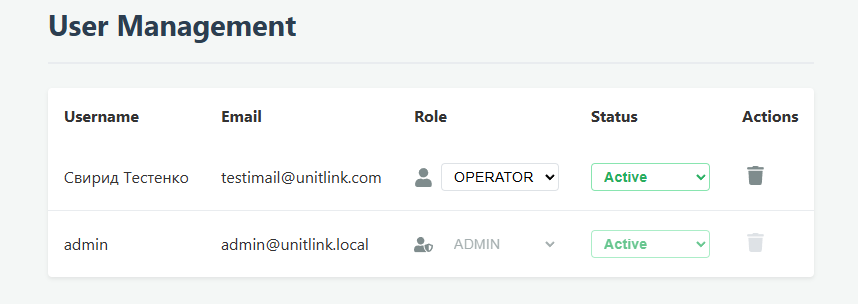 User Management
Username Email Role Status Actions
Свирид Тестенко testimail@unitlink.com OPERATOR Active
admin admin@unitlink.local ADMIN Active